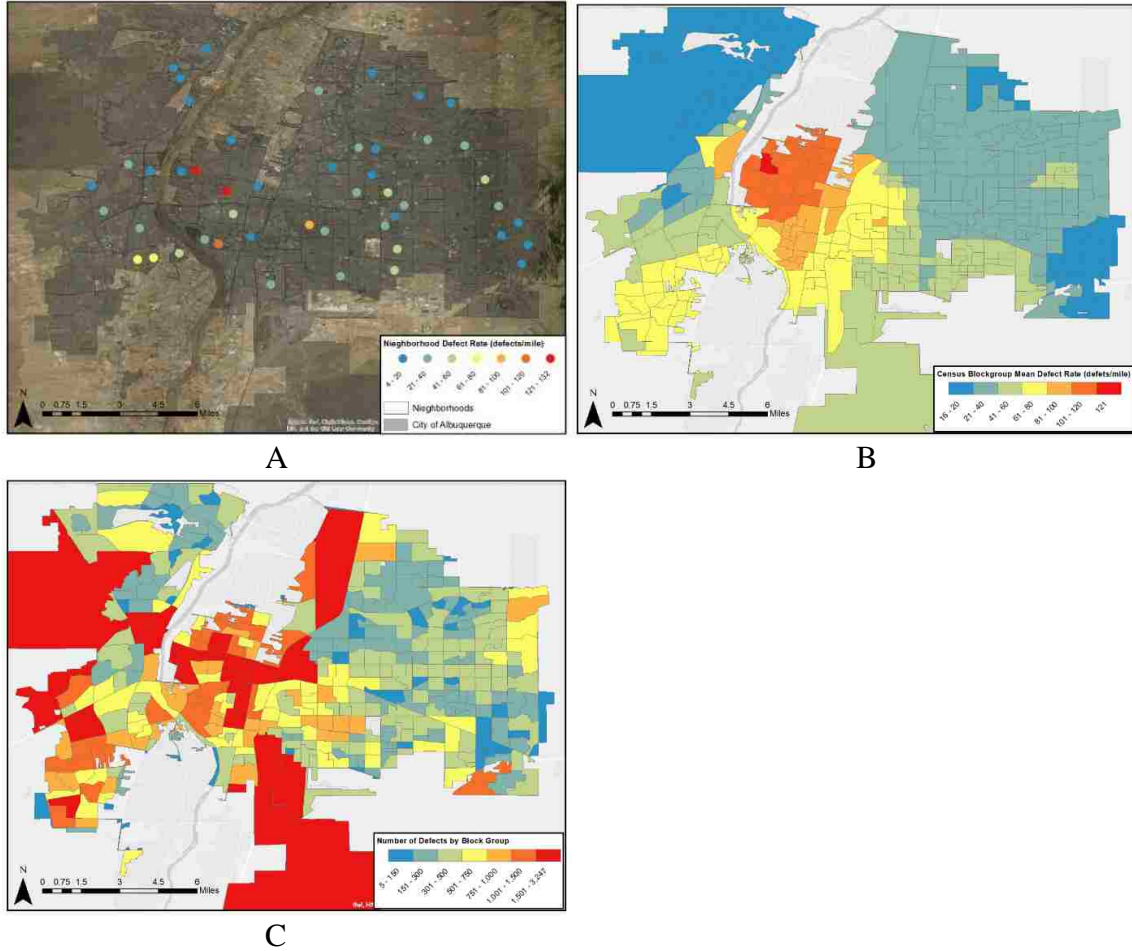 Nieghborhood Defect Rate (defects/mile)
4 - 20
21 - 40
41 - 60
61 - 80
81 - 100
101 - 120
121 - 132
Nieghborhoods
City of Albuquerque
N
0 0.75 1.5 3 4.5 6
Miles
A
Census Blockgroup Mean Defect Rate (defets/mile)
16 - 20
21 - 40
41 - 60
61 - 80
81 - 100
101 - 120
121
N
0 0.75 1.5 3 4.5 6
Miles
B
Number of Defects by Block Group
5 - 150
151 - 300
301 - 500
501 - 750
751 - 1,000
1,001 - 1,500
1,501 - 3,247
N
0 0.75 1.5 3 4.5 6
Miles
C